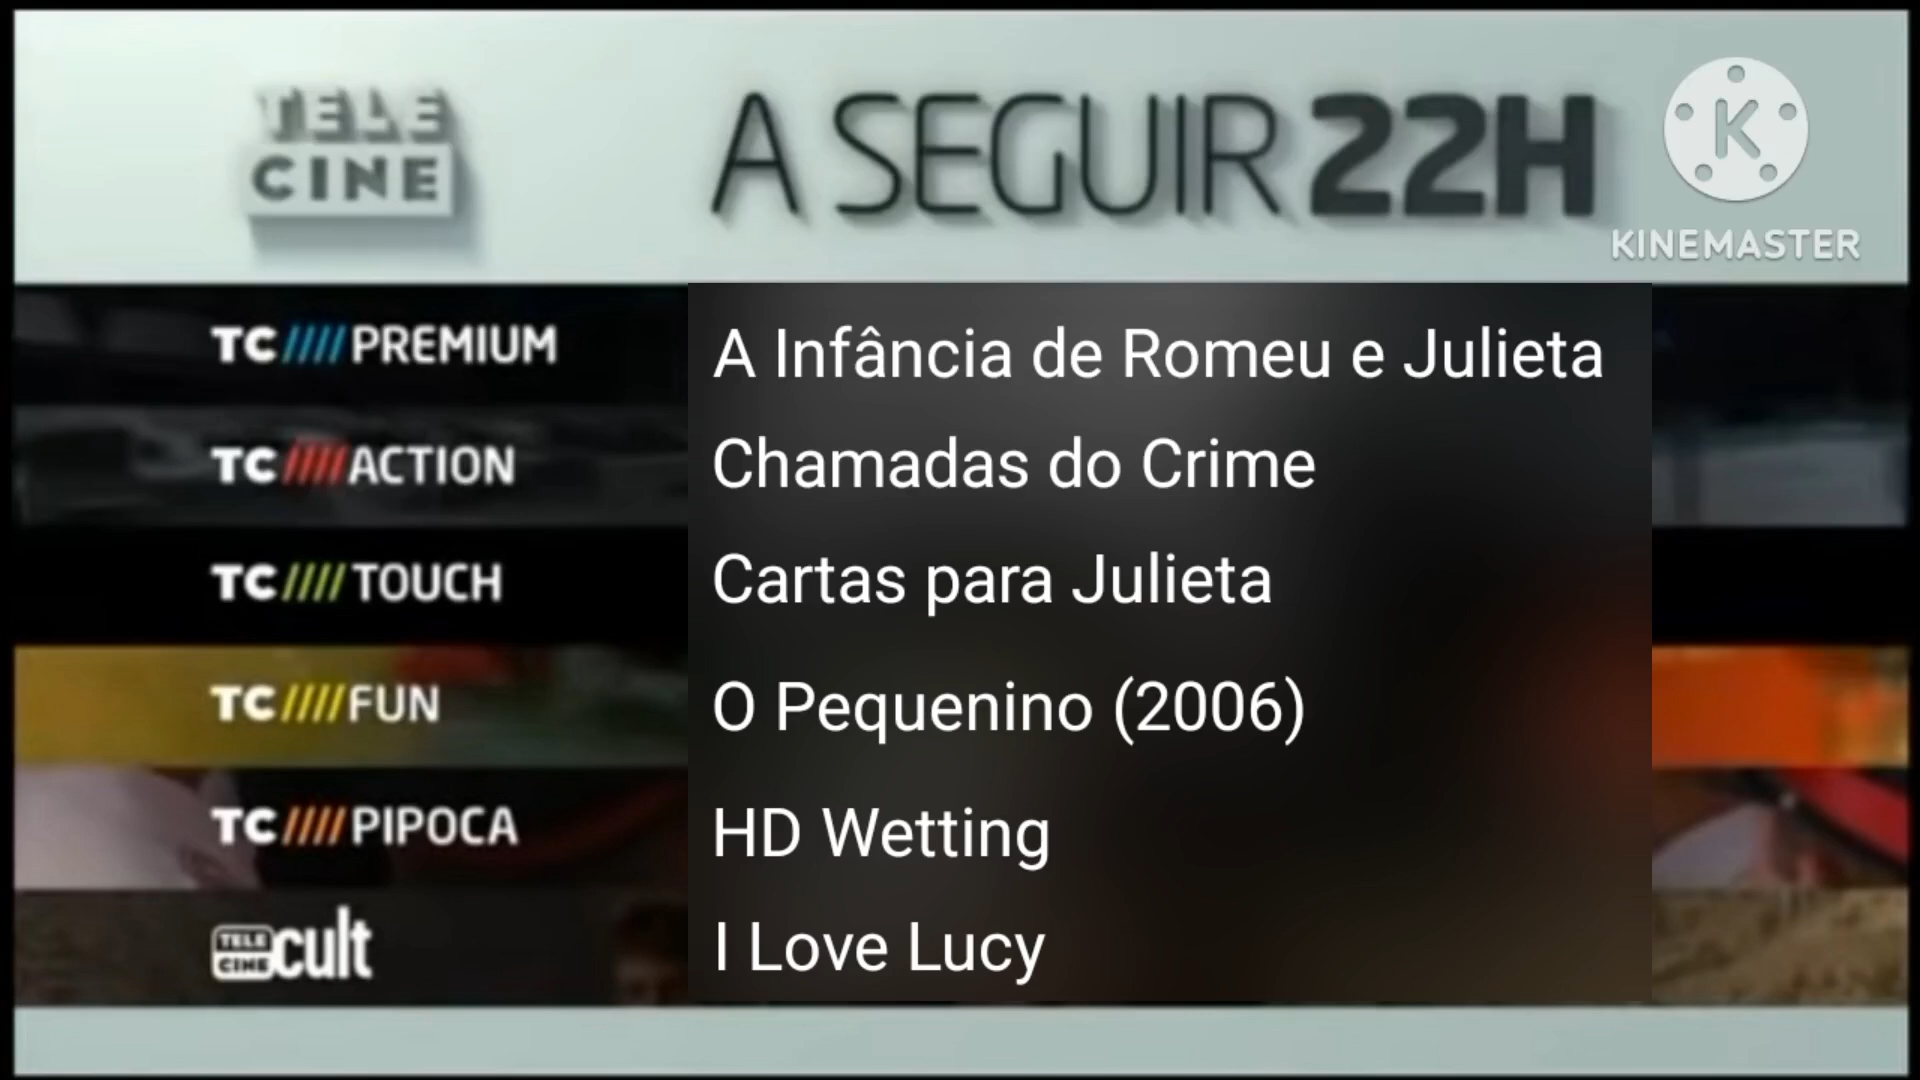 TELE
CINE
A SEGUIR 22H
K
KINEMASTER
TC////PREMIUM
A Infância de Romeu e Julieta
TC////ACTION
Chamadas do Crime
TC////TOUCH
Cartas para Julieta
TC////FUN
O Pequenino (2006)
TC////PIPOCA
HD Wetting
TELE
CINE
cult
I Love Lucy